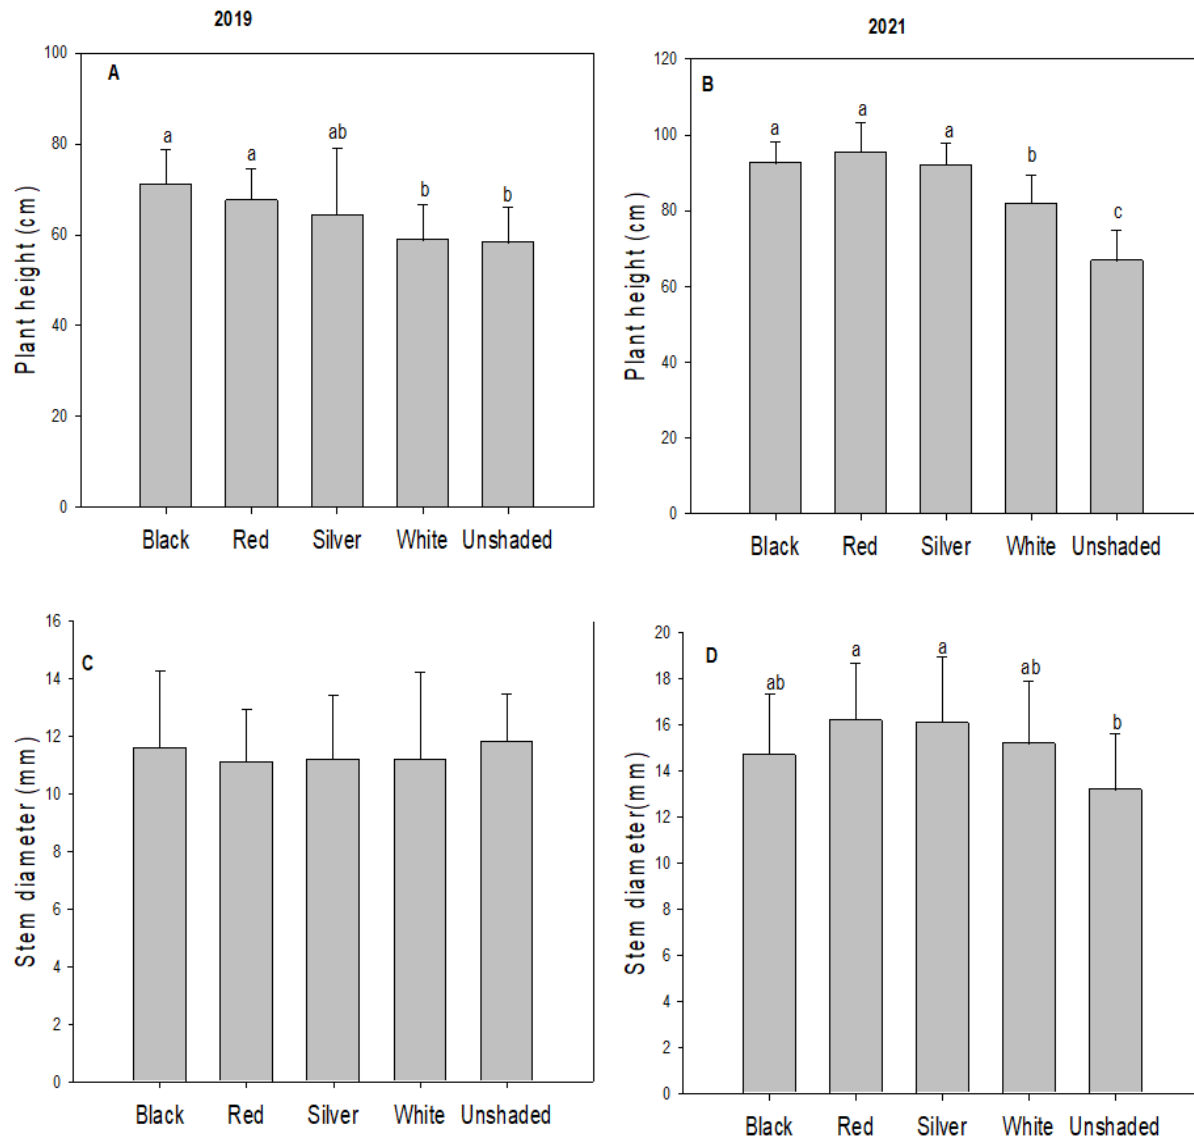 2019
2021
A
100
80
60
40
20
0
Plant height (cm)
a
a
ab
b
b
Black Red Silver White Unshaded
B
120
100
80
60
40
20
0
Plant height (cm)
a
a
a
b
c
Black Red Silver White Unshaded
C
16
14
12
10
8
6
4
2
0
Stem diameter (mm)
Black Red Silver White Unshaded
D
20
18
16
14
12
10
8
6
4
2
0
Stem diameter(mm)
ab
a
a
ab
b
Black Red Silver White Unshaded